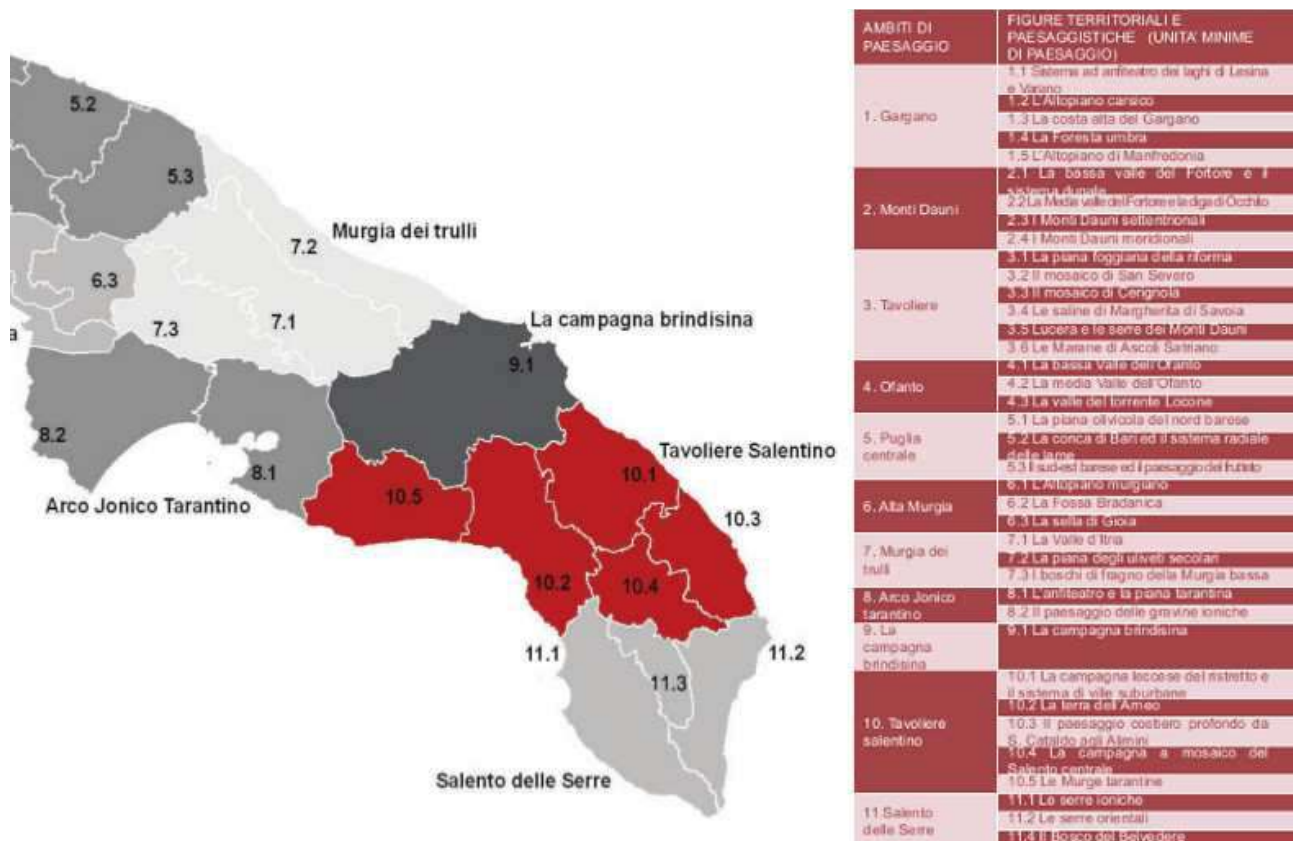 5.2
5.3
Murgia dei trulli
7.2
6.3
La campagna brindisina
a
7.3
7.1
9.1
8.2
Tavoliere Salentino
10.1
8.1
10.5
Arco Jonico Tarantino
10.3
10.2
10.4
11.1
11.2
11.3
Salento delle Serre
AMBITI DI
PAESAGGIO
FIGURE TERRITORIALI E
PAESAGGISTICHE (UNITA' MINIME
DI PAESAGGIO)
1. Gargano
1.1 Sistema ad anfiteatro dei laghi di Lesina
e Varano
1.2 L'Altopiano carsico
1.3 La costa alta del Gargano
1.4 La Foresta umbra
1.5 L'Altopiano di Manfredonia
2. Monti Dauni
2.1 La bassa valle del Fortore e il
sistema dunale
2.2 La Media valle del Fortore e la diga di Occhito
2.3 I Monti Dauni settentrionali
2.4 I Monti Dauni meridionali
3. Tavoliere
3.1 La piana foggiana della riforma
3.2 Il mosaico di San Severo
3.3 Il mosaico di Cerignola
3.4 Le saline di Margherita di Savoia
3.5 Lucera e le serre dei Monti Dauni
3.6 Le Marane di Ascoli Satriano
4. Ofanto
4.1 La bassa Valle dell'Ofanto
4.2 La media Valle dell'Ofanto
4.3 La valle del torrente Locone
5. Puglia
centrale
5.1 La piana olivicola del nord barese
5.2 La conca di Bari ed il sistema radiale
delle lame
5.3 Il sud-est barese ed il paesaggio del frutteto
6. Alta Murgia
6.1 L'Altopiano murgiano
6.2 La Fossa Bradanica
6.3 La sella di Gioia
7. Murgia dei
trulli
7.1 La Valle d'Itria
7.2 La piana degli uliveti secolari
7.3 I boschi di fragno della Murgia bassa
8. Arco Jonico
tarantino
8.1 L'anfiteatro e la piana tarantina
8.2 Il paesaggio delle gravine ioniche
9. La
campagna
brindisina
9.1 La campagna brindisina
10. Tavoliere
salentino
10.1 La campagna leccese del ristretto e
il sistema di ville suburbane
10.2 La terra dell'Arneo
10.3 Il paesaggio costiero profondo da
S. Cataldo agli Alimini
10.4 La campagna a mosaico del
Salento centrale
10.5 Le Murge tarantine
11 Salento
delle Serre
11.1 Le serre ioniche
11.2 Le serre orientali
11.4 Il Bosco del Belvedere